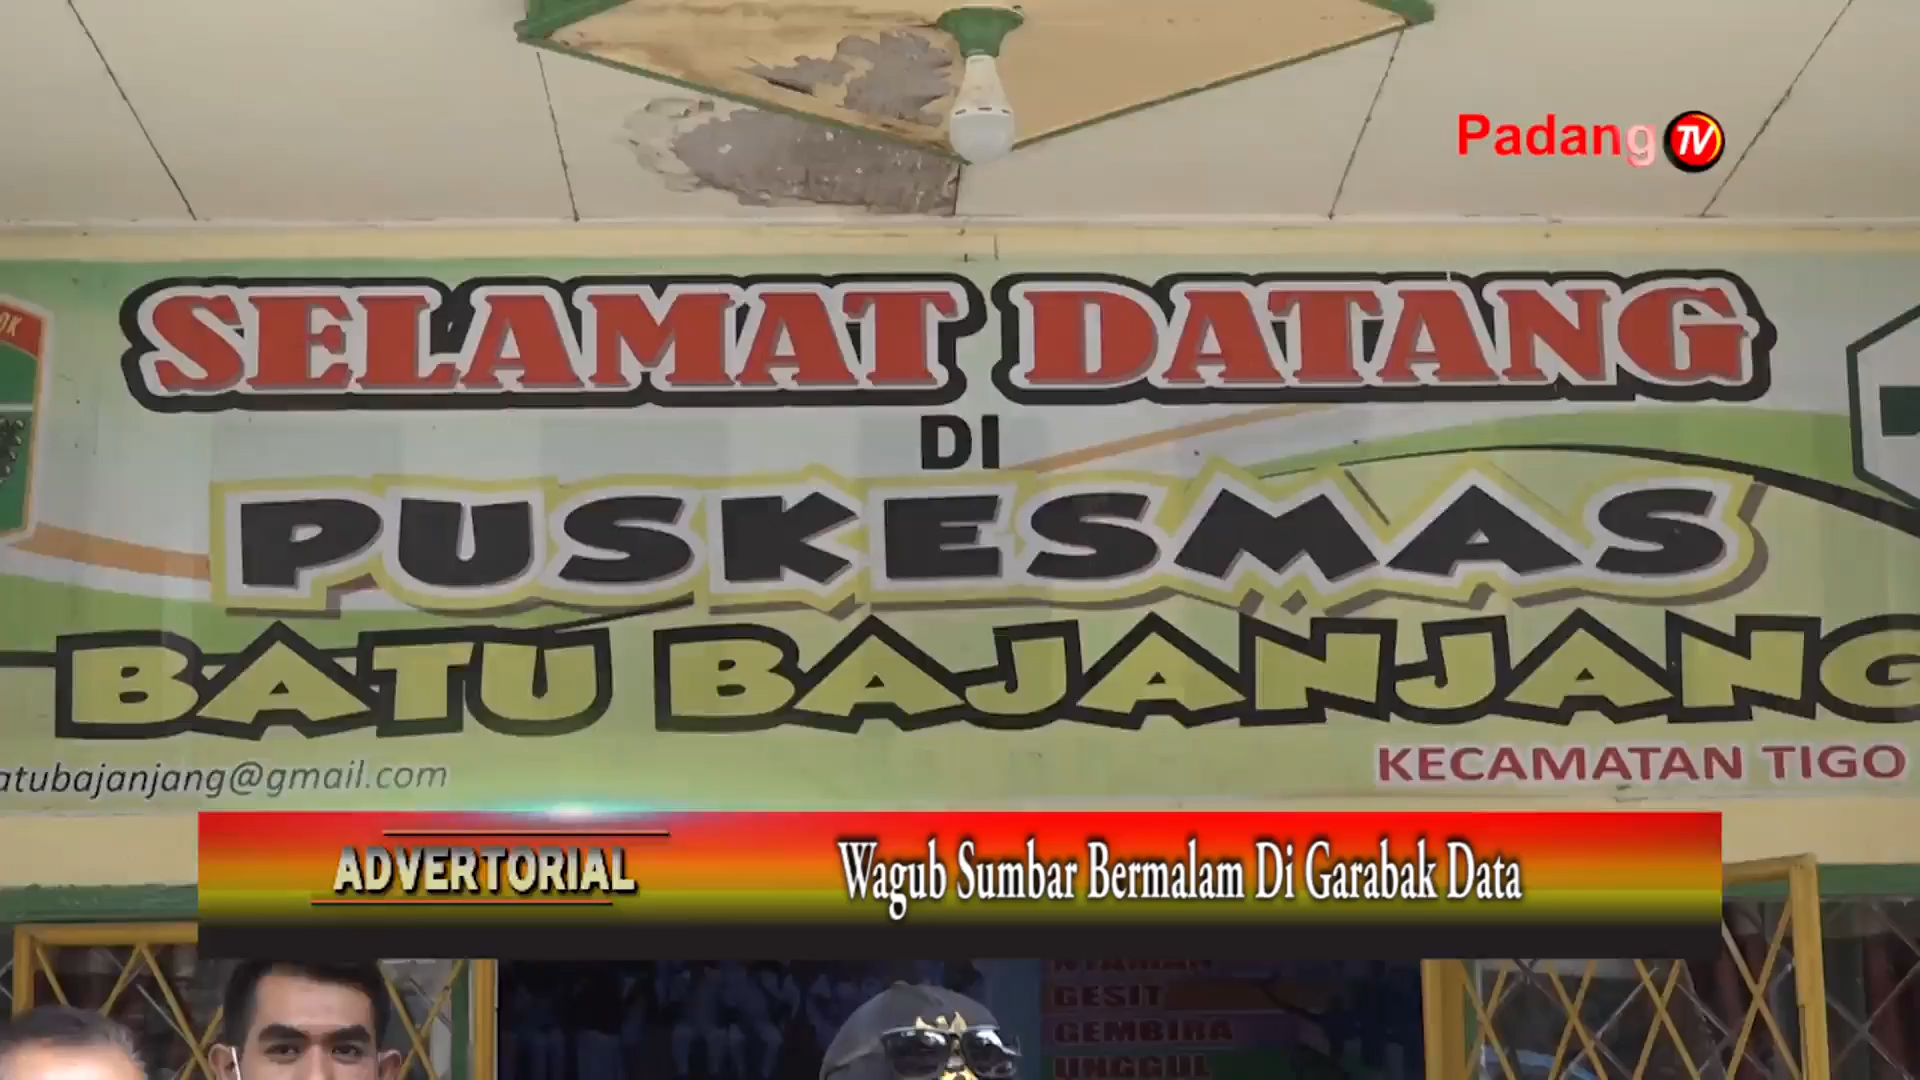 Padang TV
OK
SELAMAT DATANG
DI
PUSKESMAS
BATU BAJANJANG
atubajanjang@gmail.com
KECAMATAN TIGO
ADVERTORIAL
Wagub Sumbar Bermalam Di Garabak Data
GESIT
GEMBIRA
UNGGUL